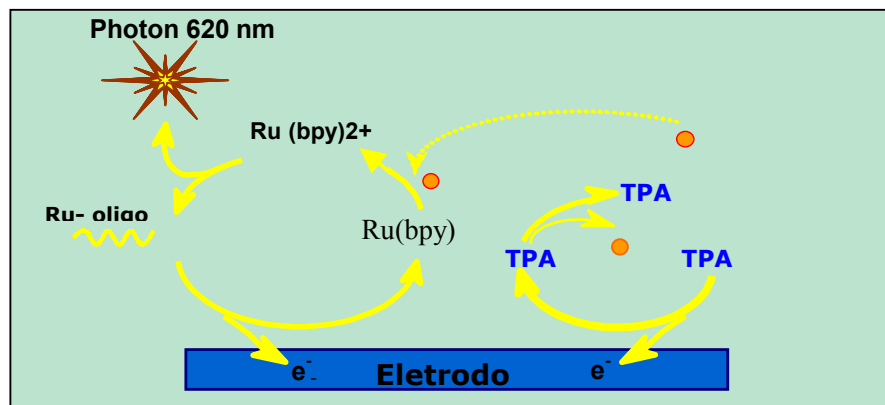 Photon 620 nm
Ru (bpy)2+
TPA
Ru- oligo
Ru(bpy)
TPA
TPA
e-
Eletrodo
e-